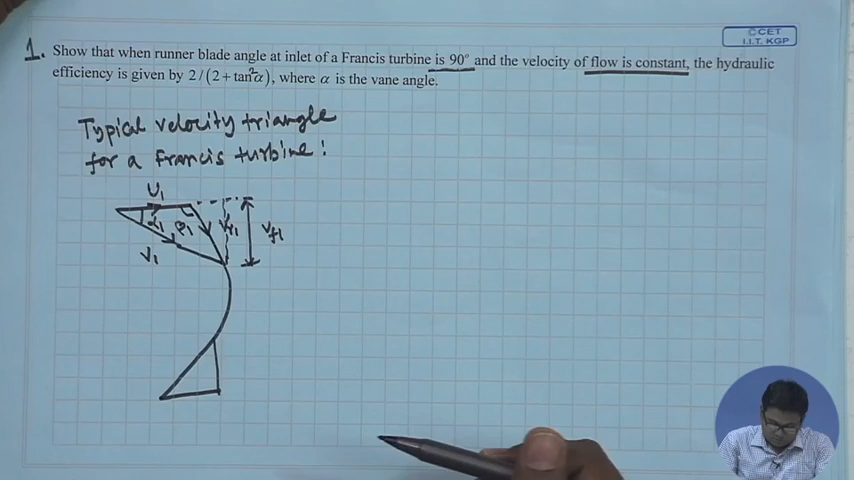 © CET
I.I.T. KGP
1. Show that when runner blade angle at inlet of a Francis turbine is 90° and the velocity of flow is constant, the hydraulic
efficiency is given by 2/(2+tan²α), where α is the vane angle.
Typical velocity triangle
for a Francis turbine:
U1
α1 β1 Vr1 Vf1
V1